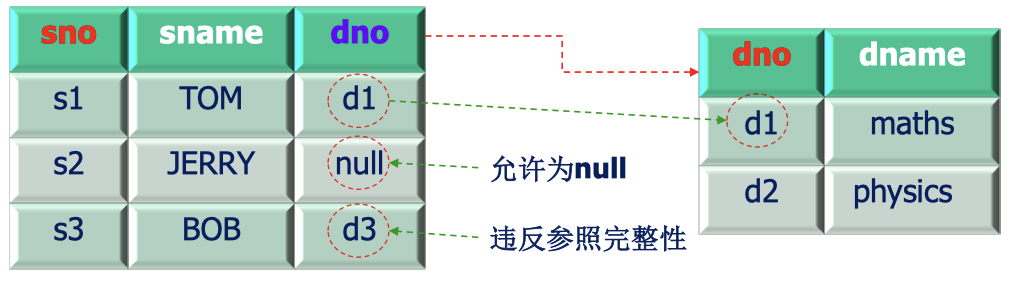 sno sname dno
s1 TOM d1
s2 JERRY null
s3 BOB d3
允许为null
违反参照完整性
dno dname
d1 maths
d2 physics